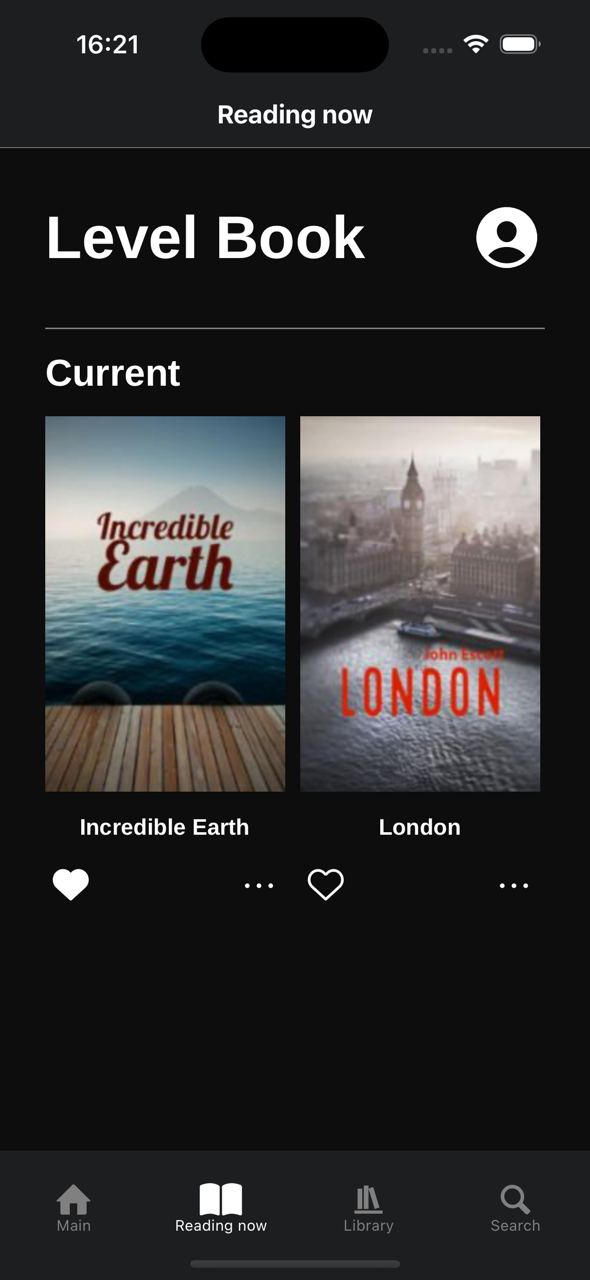 16:21
Reading now
Level Book
Current
Incredible
Earth
John Escott
LONDON
Incredible Earth
London
Main
Reading now
Library
Search